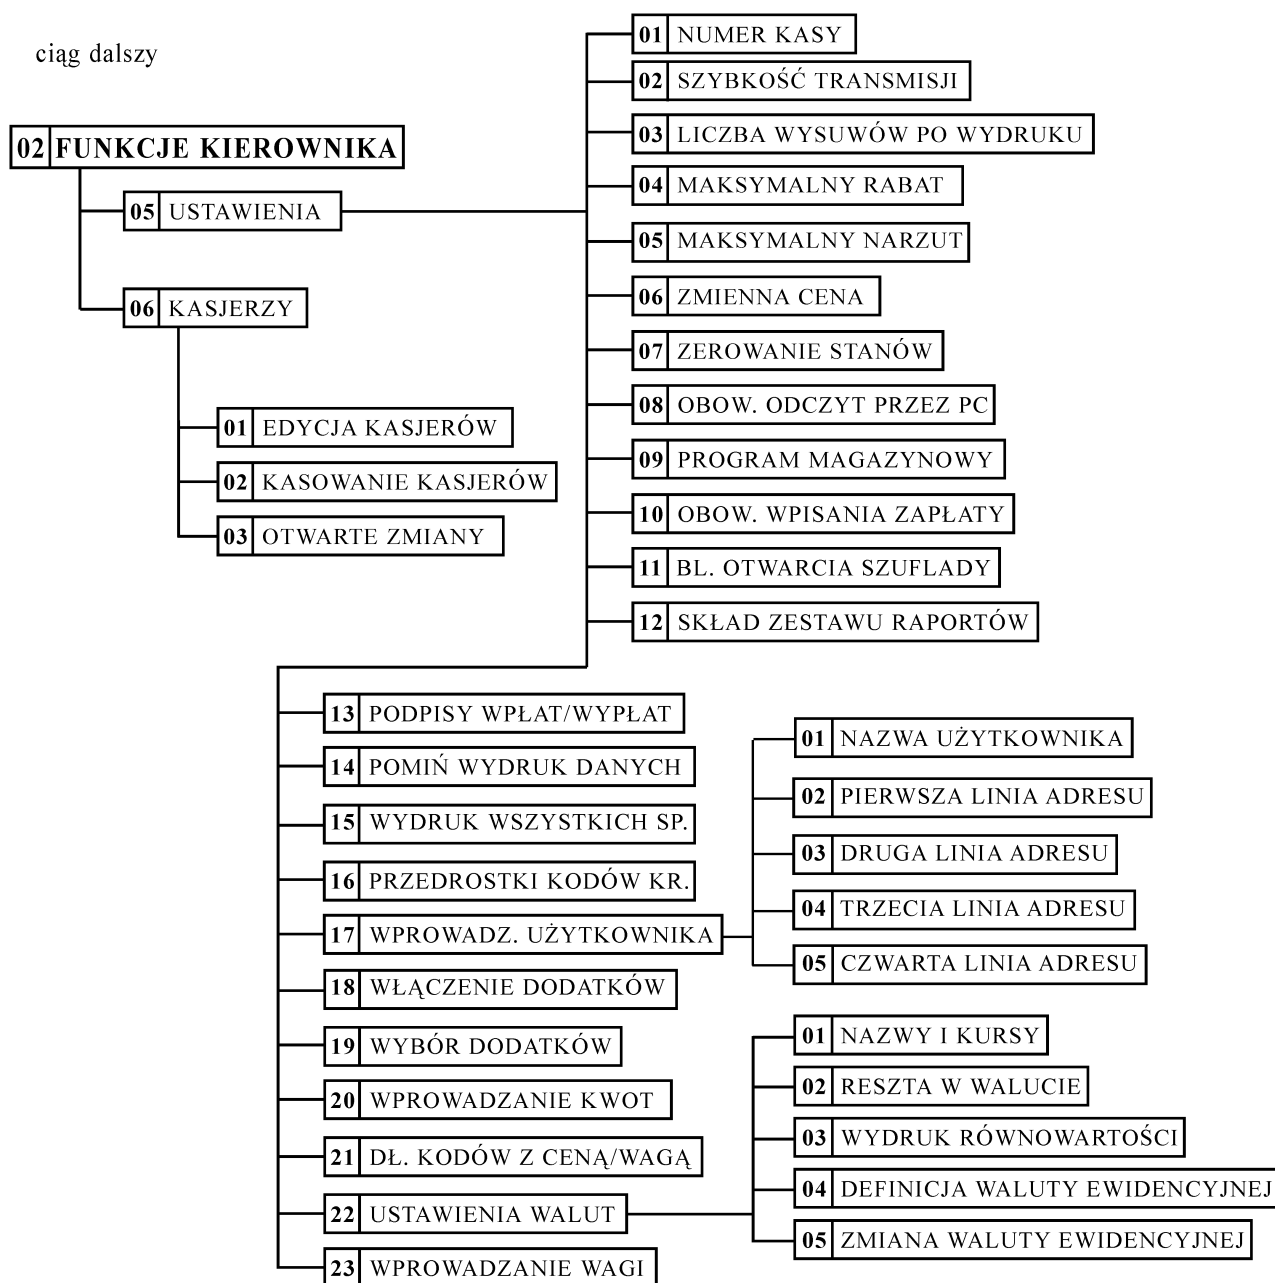 ciąg dalszy
02 FUNKCJE KIEROWNIKA
05 USTAWIENIA
01 NUMER KASY
02 SZYBKOŚĆ TRANSMISJI
03 LICZBA WYSUWÓW PO WYDRUKU
04 MAKSYMALNY RABAT
05 MAKSYMALNY NARZUT
06 ZMIENNA CENA
07 ZEROWANIE STANÓW
08 OBOW. ODCZYT PRZEZ PC
09 PROGRAM MAGAZYNOWY
10 OBOW. WPISANIA ZAPŁATY
11 BL. OTWARCIA SZUFLADY
12 SKŁAD ZESTAWU RAPORTÓW
13 PODPISY WPŁAT/WYPŁAT
14 POMIŃ WYDRUK DANYCH
15 WYDRUK WSZYSTKICH SP.
16 PRZEDROSTKI KODÓW KR.
17 WPROWADZ. UŻYTKOWNIKA
01 NAZWA UŻYTKOWNIKA
02 PIERWSZA LINIA ADRESU
03 DRUGA LINIA ADRESU
04 TRZECIA LINIA ADRESU
05 CZWARTA LINIA ADRESU
18 WŁĄCZENIE DODATKÓW
19 WYBÓR DODATKÓW
20 WPROWADZANIE KWOT
21 DŁ. KODÓW Z CENĄ/WAGĄ
22 USTAWIENIA WALUT
01 NAZWY I KURSY
02 RESZTA W WALUCIE
03 WYDRUK RÓWNOWARTOŚCI
04 DEFINICJA WALUTY EWIDENCYJNEJ
05 ZMIANA WALUTY EWIDENCYJNEJ
23 WPROWADZANIE WAGI
06 KASJERZY
01 EDYCJA KASJERÓW
02 KASOWANIE KASJERÓW
03 OTWARTE ZMIANY